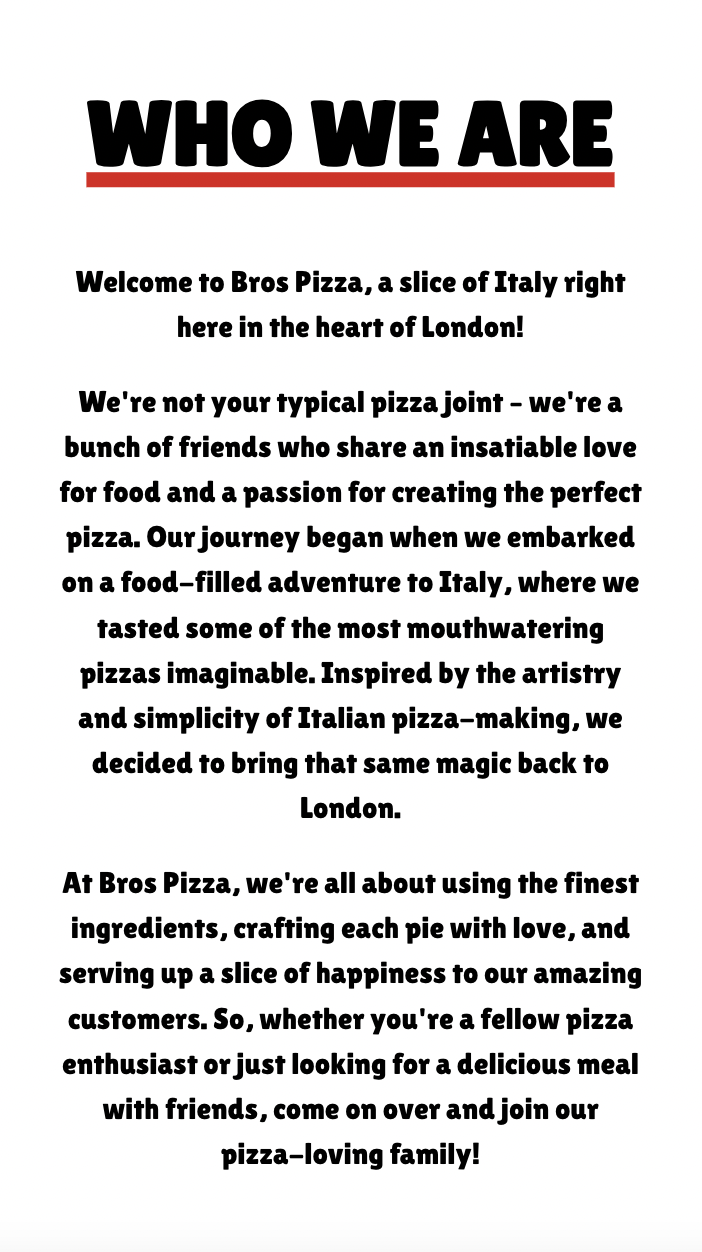 WHO WE ARE
Welcome to Bros Pizza, a slice of Italy right
here in the heart of London!
We're not your typical pizza joint – we're a
bunch of friends who share an insatiable love
for food and a passion for creating the perfect
pizza. Our journey began when we embarked
on a food-filled adventure to Italy, where we
tasted some of the most mouthwatering
pizzas imaginable. Inspired by the artistry
and simplicity of Italian pizza-making, we
decided to bring that same magic back to
London.
At Bros Pizza, we're all about using the finest
ingredients, crafting each pie with love, and
serving up a slice of happiness to our amazing
customers. So, whether you're a fellow pizza
enthusiast or just looking for a delicious meal
with friends, come on over and join our
pizza-loving family!